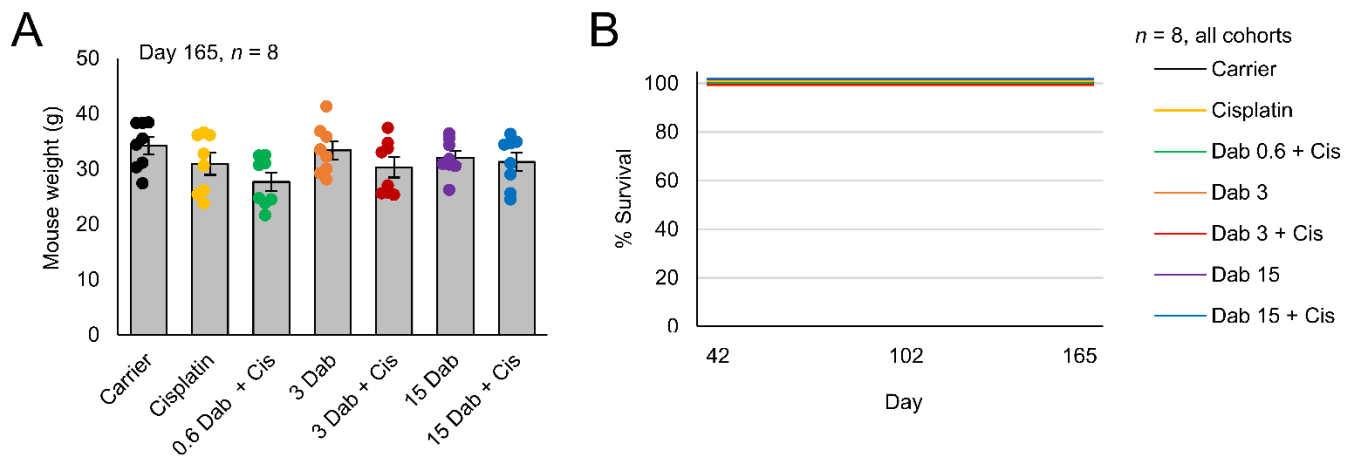 A
Day 165, n = 8
Mouse weight (g)
50
40
30
20
10
0
Carrier
Cisplatin
0.6 Dab + Cis
3 Dab
3 Dab + Cis
15 Dab
15 Dab + Cis
B
% Survival
100
80
60
40
20
0
42
102
165
Day
n = 8, all cohorts
Carrier
Cisplatin
Dab 0.6 + Cis
Dab 3
Dab 3 + Cis
Dab 15
Dab 15 + Cis